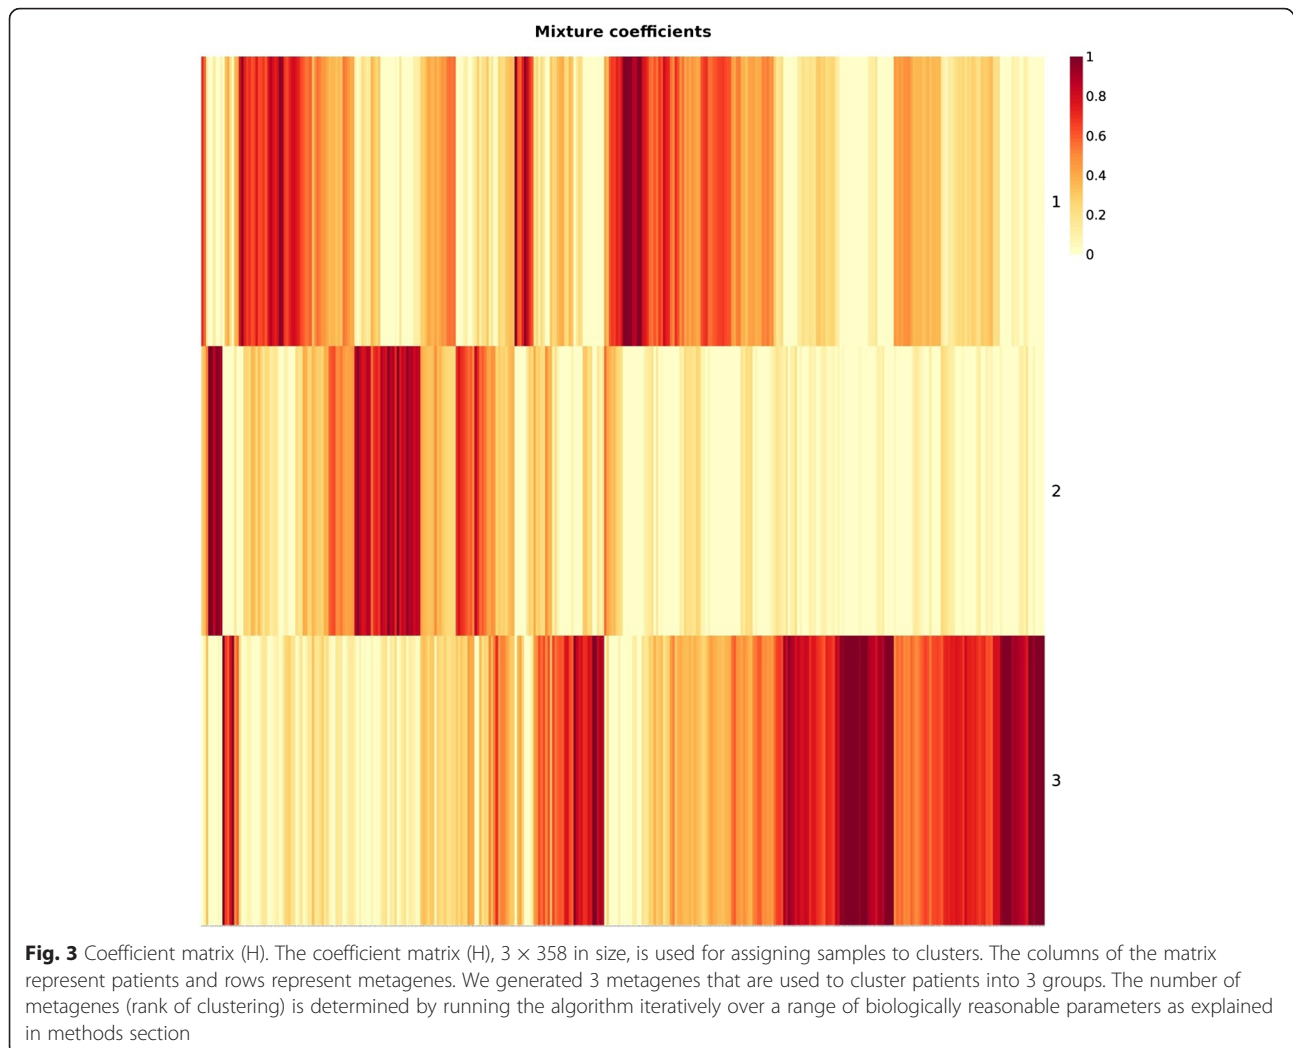 Mixture coefficients
1
0.8
0.6
0.4
0.2
0
1
2
3
Fig. 3 Coefficient matrix (H). The coefficient matrix (H), 3 × 358 in size, is used for assigning samples to clusters. The columns of the matrix
represent patients and rows represent metagenes. We generated 3 metagenes that are used to cluster patients into 3 groups. The number of
metagenes (rank of clustering) is determined by running the algorithm iteratively over a range of biologically reasonable parameters as explained
in methods section